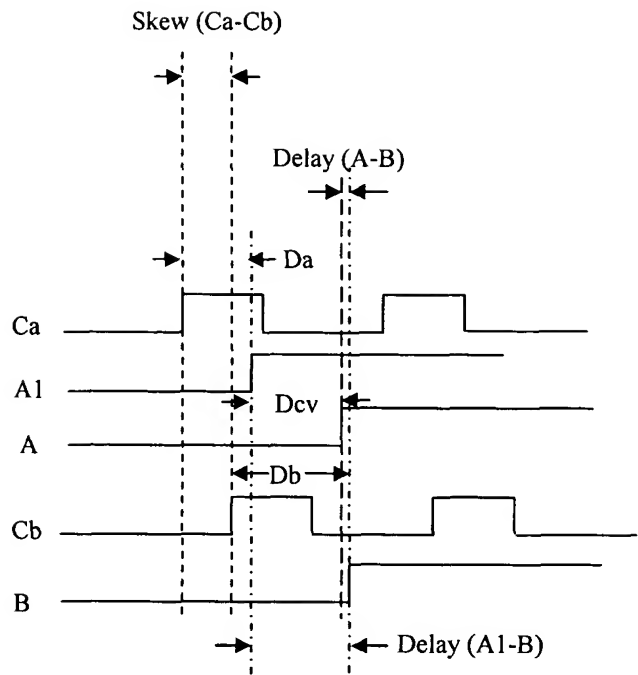 Skew (Ca-Cb)
Delay (A-B)
Da
Ca
A1
Dcv
A
Db
Cb
B
Delay (A1-B)